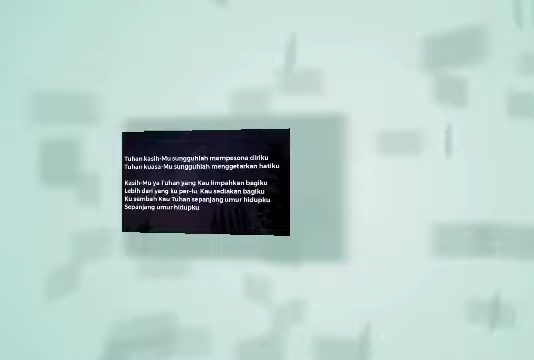 Tuhan kasih-Mu sungguhlah mempesona diriku
Tuhan kuasa-Mu sungguhlah menggetarkan hatiku
Kasih-Mu ya Tuhan yang Kau limpahkan bagiku
Lebih dari yang ku per-lu, Kau sediakan bagiku
Ku sembah Kau Tuhan sepanjang umur hidupku
Sepanjang umur hidupku